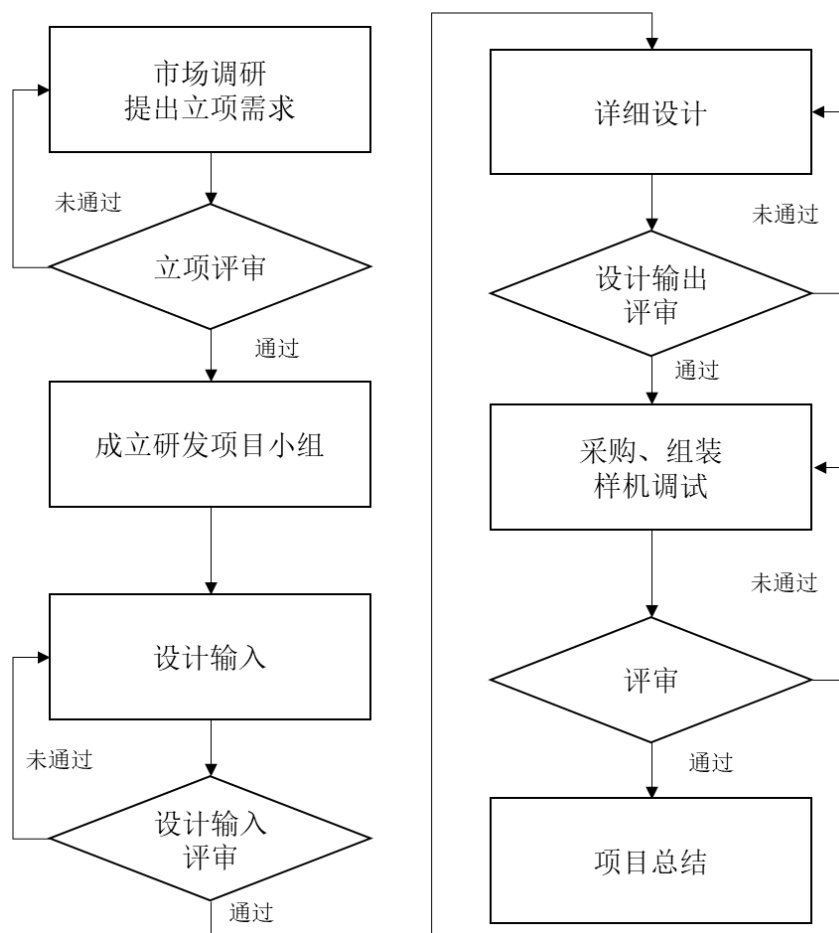 市场调研
提出立项需求
未通过
立项评审
通过
成立研发项目小组
设计输入
未通过
设计输入
评审
通过
详细设计
未通过
设计输出
评审
通过
采购、组装
样机调试
未通过
评审
通过
项目总结